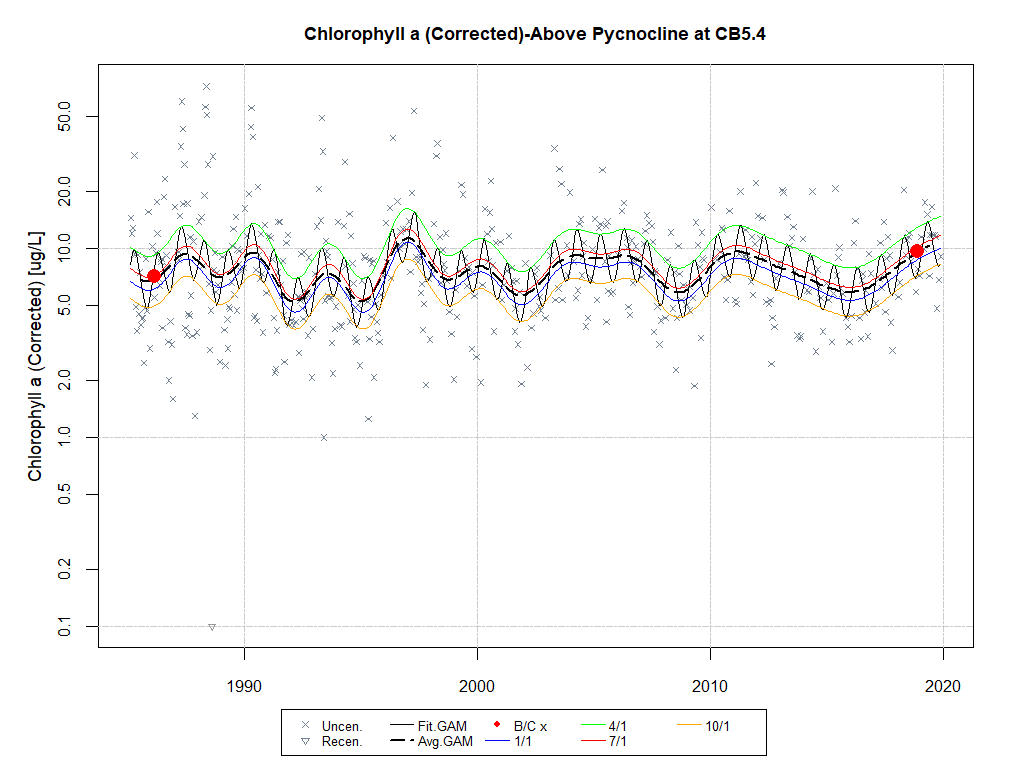 Chlorophyll a (Corrected)-Above Pycnocline at CB5.4
Chlorophyll a (Corrected) [ug/L]
50.0
20.0
10.0
5.0
2.0
1.0
0.5
0.2
0.1
1990 2000 2010 2020
Uncen. Fit.GAM B/C x 4/1 10/1
Recen. Avg.GAM 1/1 7/1